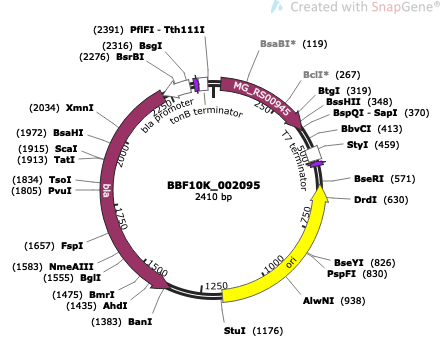 Created with SnapGene®
(2391) PflFI - Tth111I
(2316) BsgI
(2276) BsrBI
BsaBI* (119)
BclI* (267)
BtgI (319)
BssHII (348)
BspQI - SapI (370)
BbvCI (413)
StyI (459)
BseRI (571)
DrdI (630)
BseYI (826)
PspFI (830)
AlwNI (938)
StuI (1176)
(2034) XmnI
(1972) BsaHI
(1915) ScaI
(1913) TatI
(1834) TsoI
(1805) PvuI
(1657) FspI
(1583) NmeAIII
(1555) BglI
(1475) BmrI
(1435) AhdI
(1383) BanI
MG_RS00945
bla promoter
tonB terminator
T7 terminator
bla
ori
250
500
750
1000
1250
1500
1750
2000
2250
BBF10K_002095
2410 bp